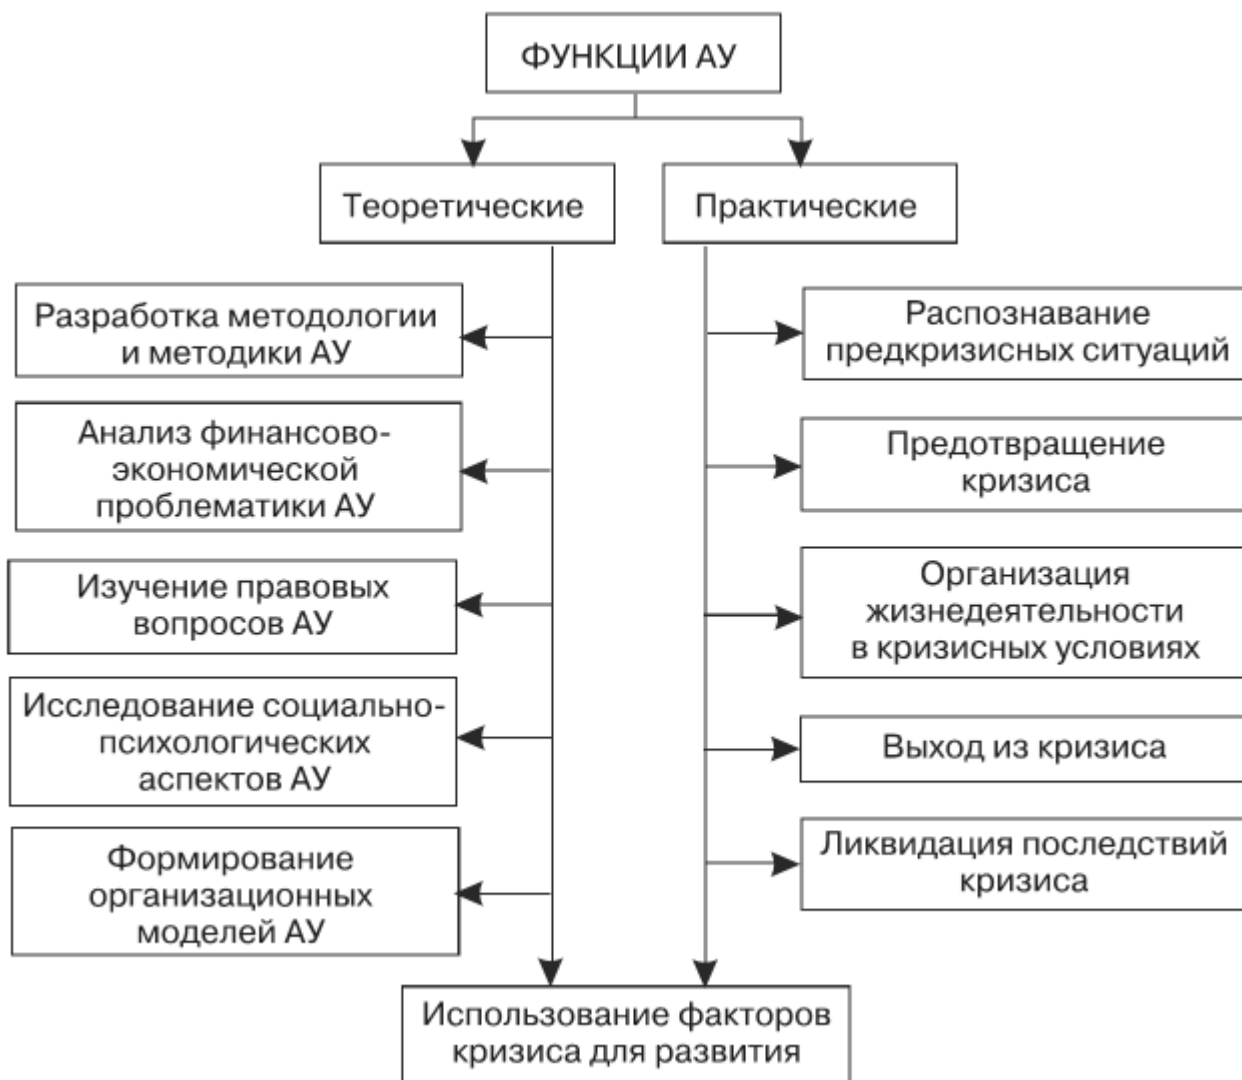 ФУНКЦИИ АУ
Теоретические
Практические
Разработка методологии
и методики АУ
Анализ финансово-
экономической
проблематики АУ
Изучение правовых
вопросов АУ
Исследование социально-
психологических
аспектов АУ
Формирование
организационных
моделей АУ
Распознавание
предкризисных ситуаций
Предотвращение
кризиса
Организация
жизнедеятельности
в кризисных условиях
Выход из кризиса
Ликвидация последствий
кризиса
Использование факторов
кризиса для развития